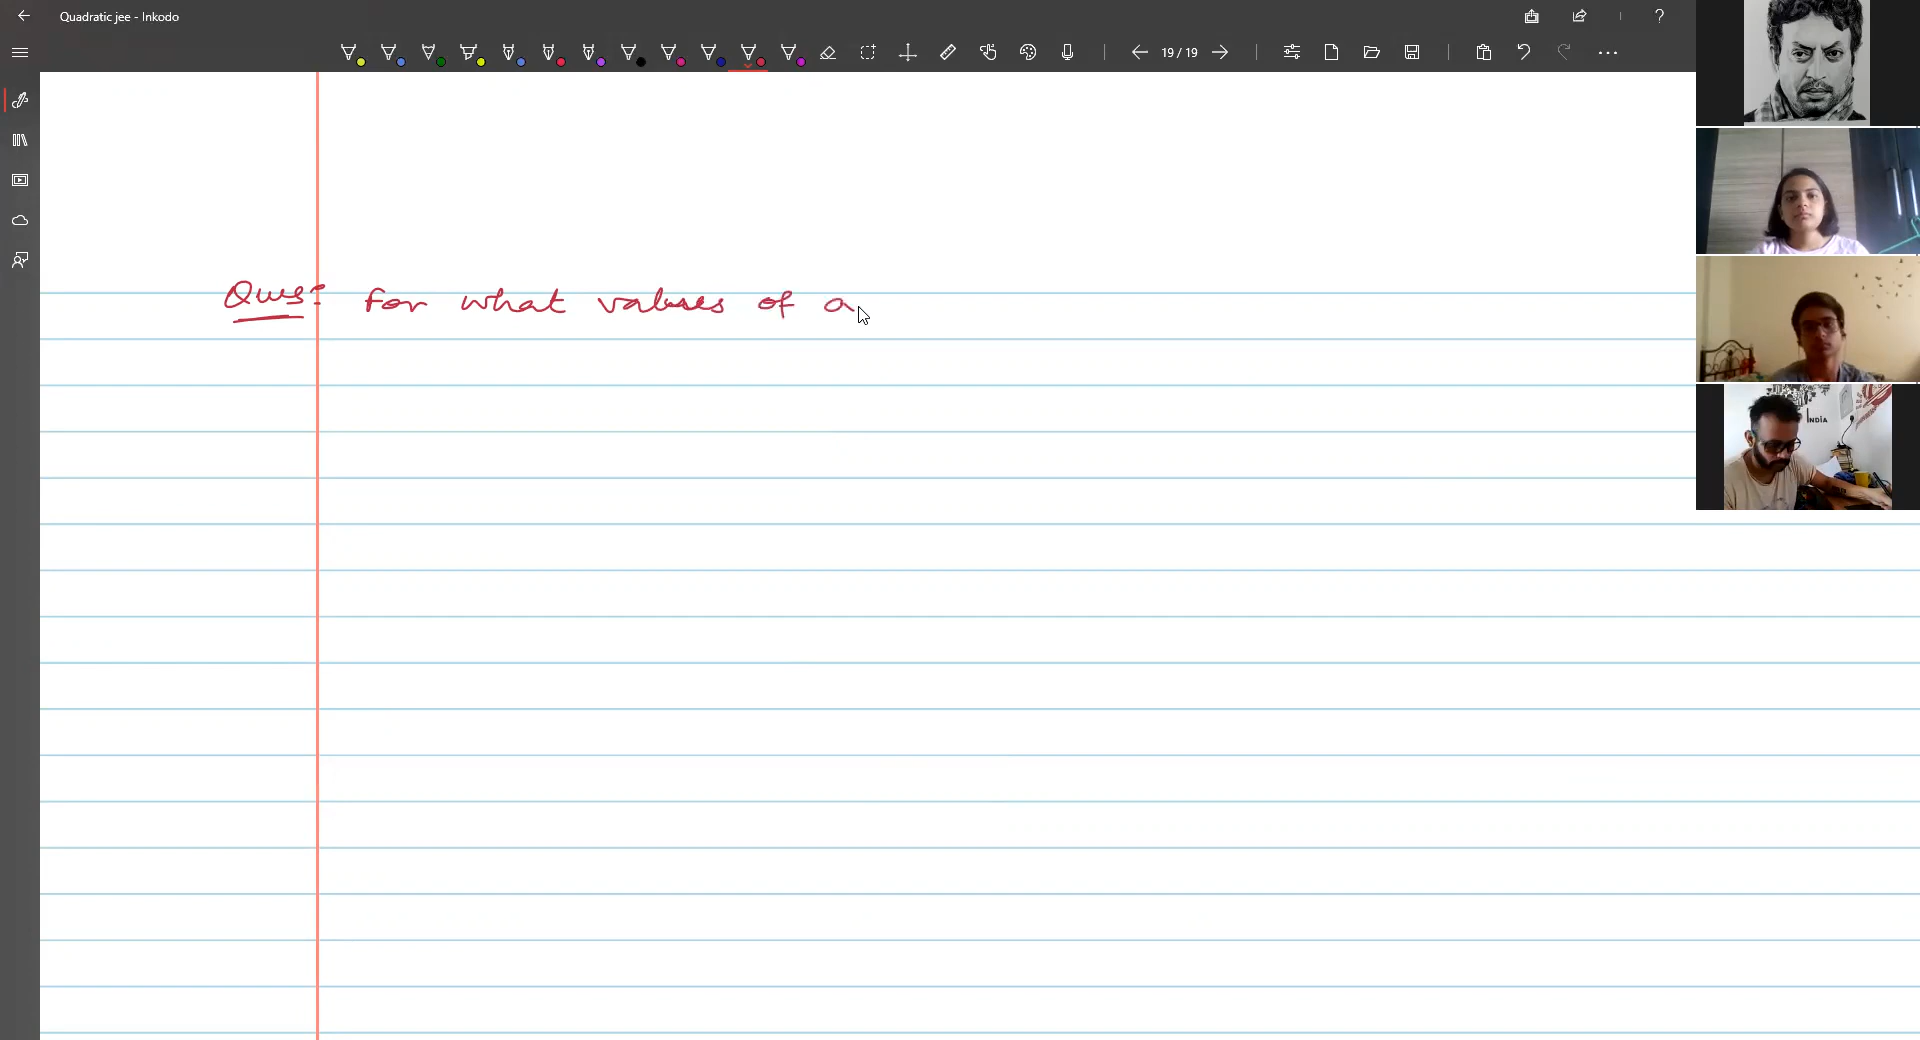 Quadratic jee - Inkodo
19 / 19
Ques: For what values of a
INDIA